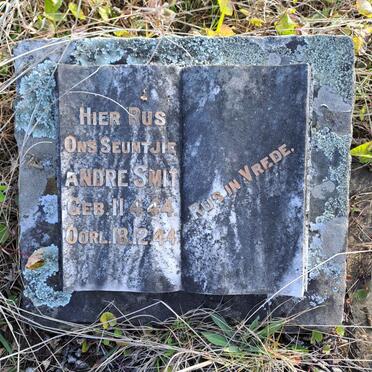 HIER RUS
ONS SEUNTJIE
ANDRE SMIT
GEB. 11.4.44
OORL. 18.12.44
RUS IN VREDE.